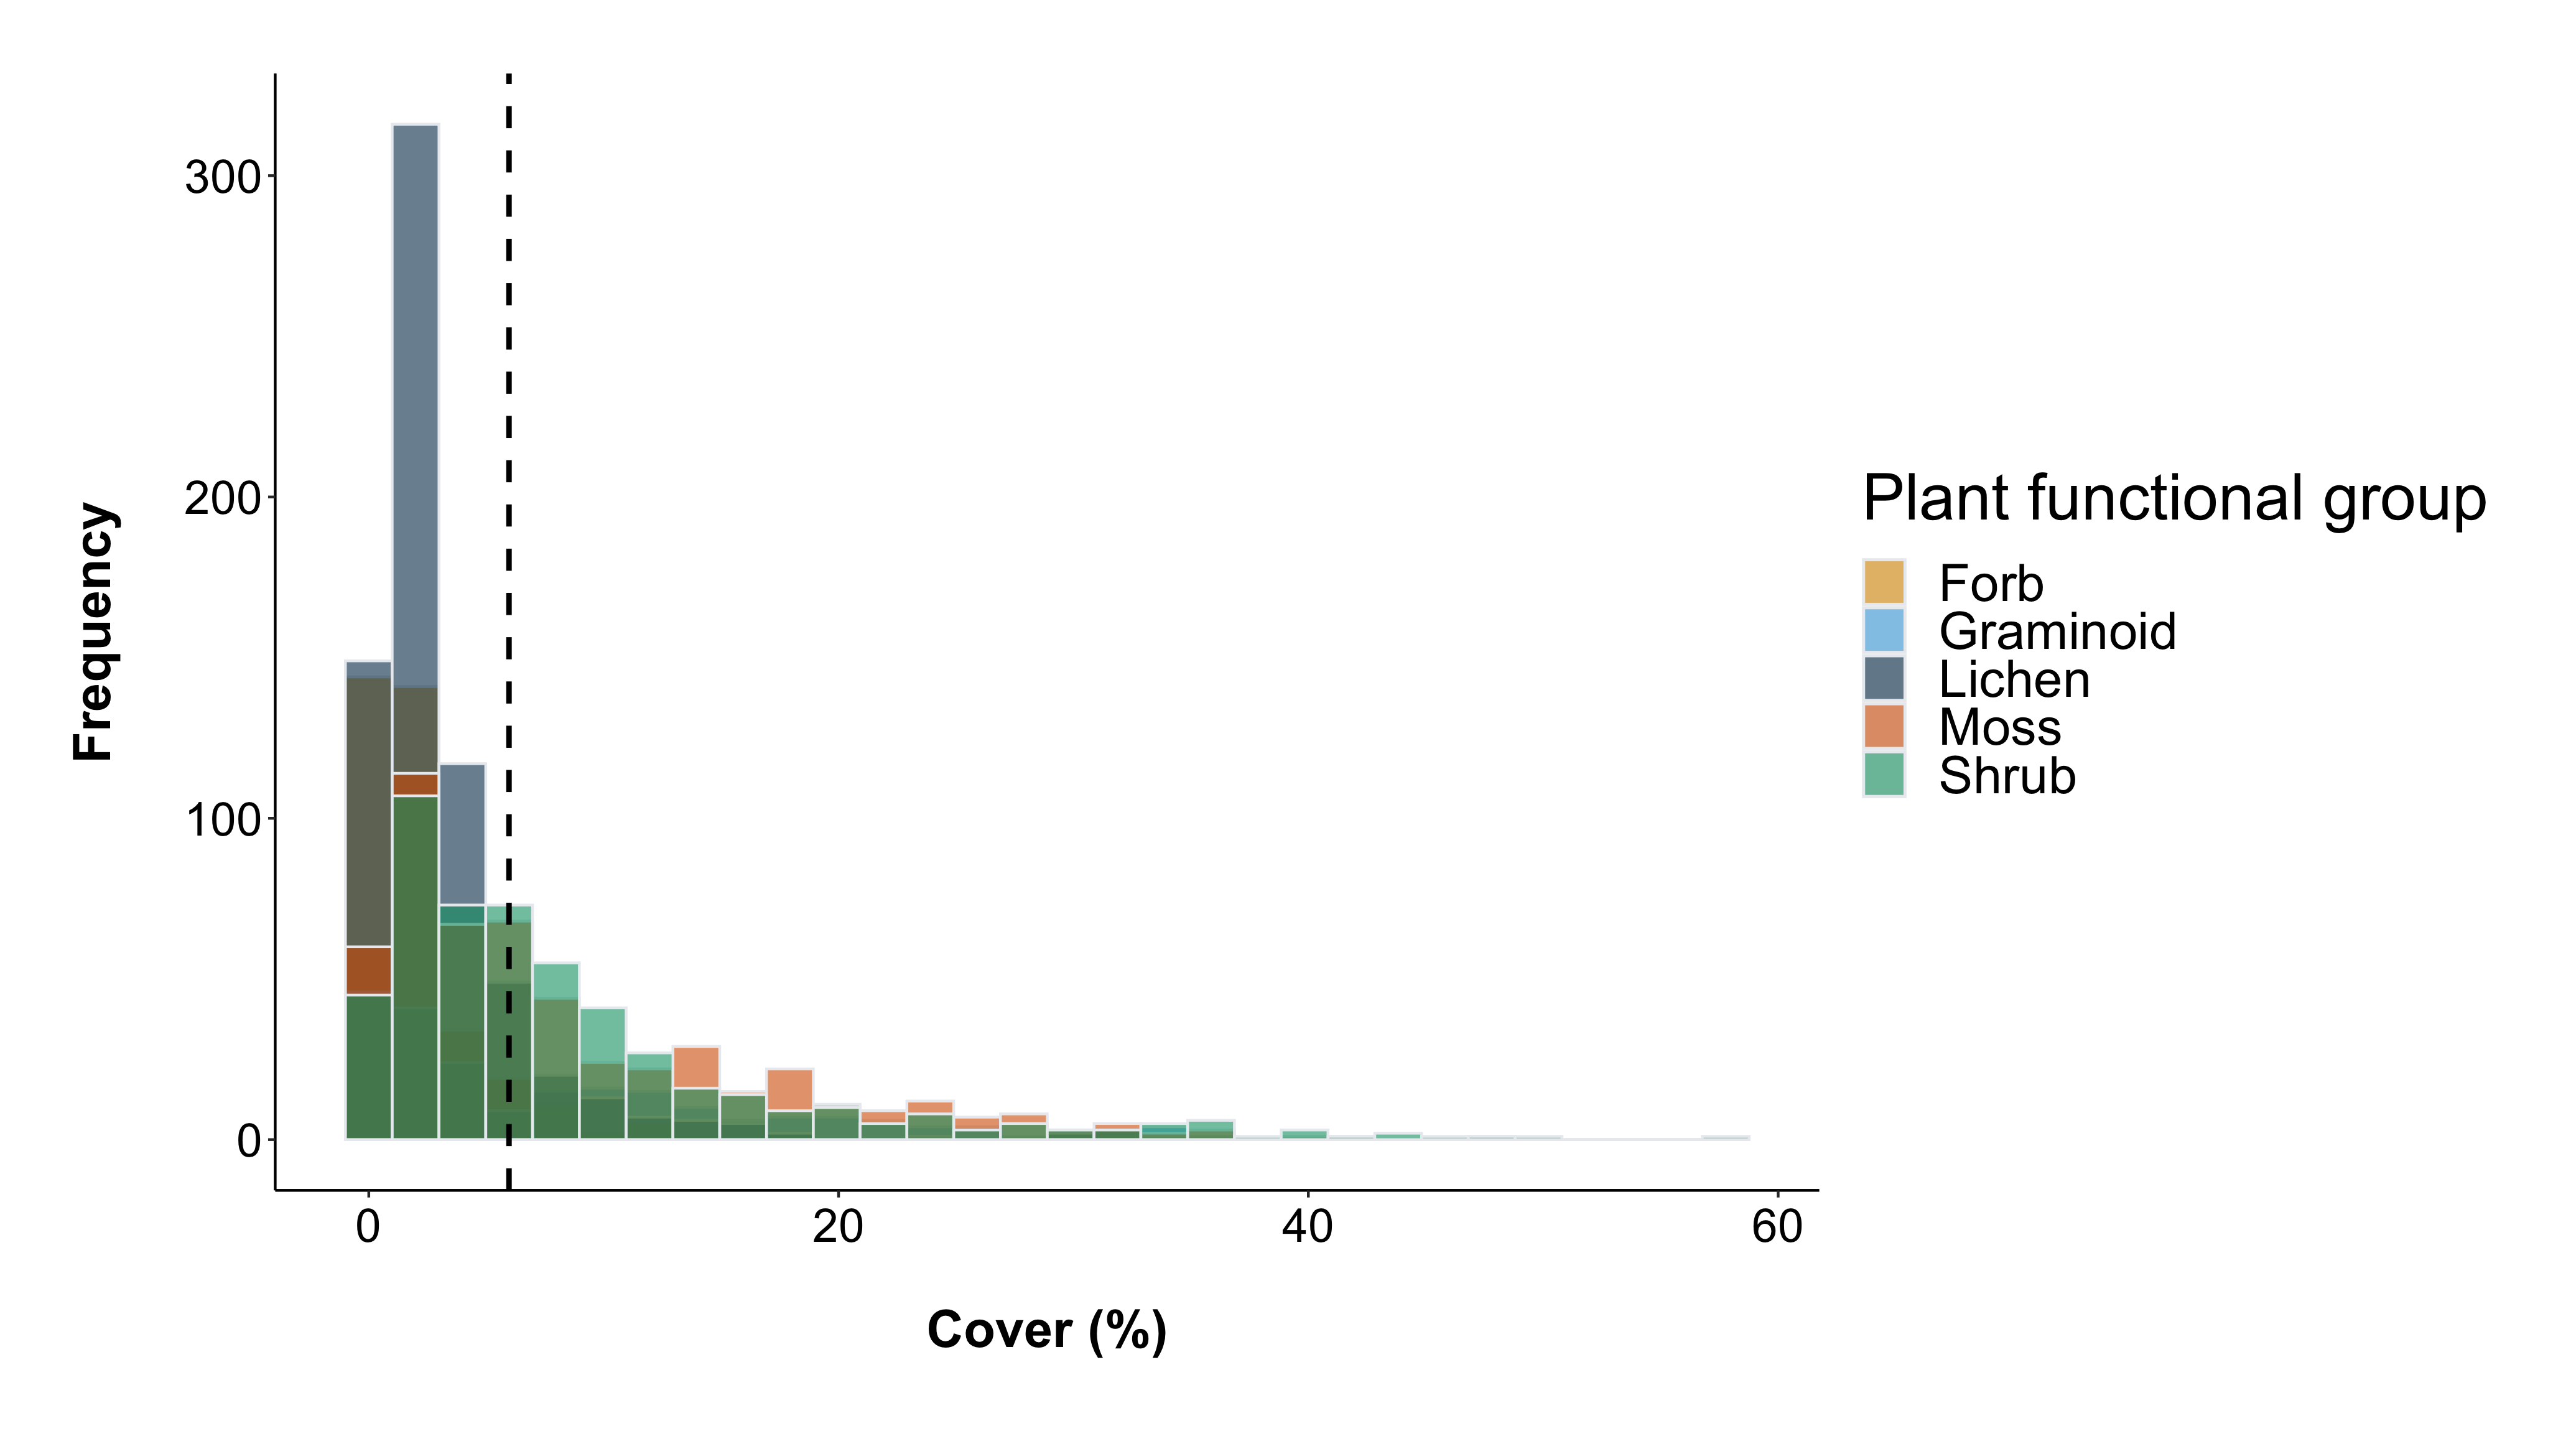 300
200
100
0
Frequency
0 20 40 60
Cover (%)
Plant functional group
Forb
Graminoid
Lichen
Moss
Shrub